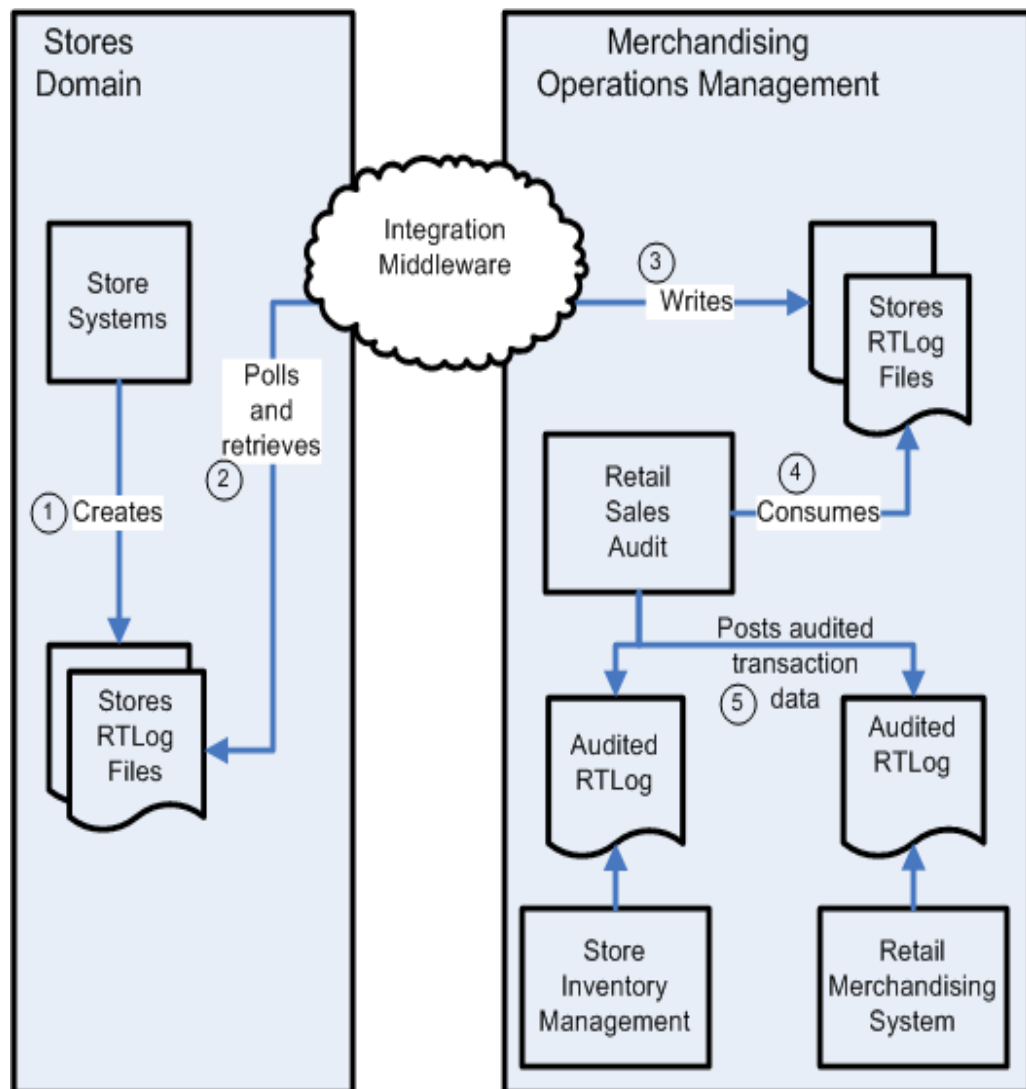 Stores
Domain
Merchandising
Operations Management
Integration
Middleware
Store
Systems
3
Writes
Stores
RTLog
Files
Polls
and
retrieves
2
1 Creates
Retail
Sales
Audit
4
Consumes
Stores
RTLog
Files
Posts audited
transaction
5 data
Audited
RTLog
Audited
RTLog
Store
Inventory
Management
Retail
Merchandising
System